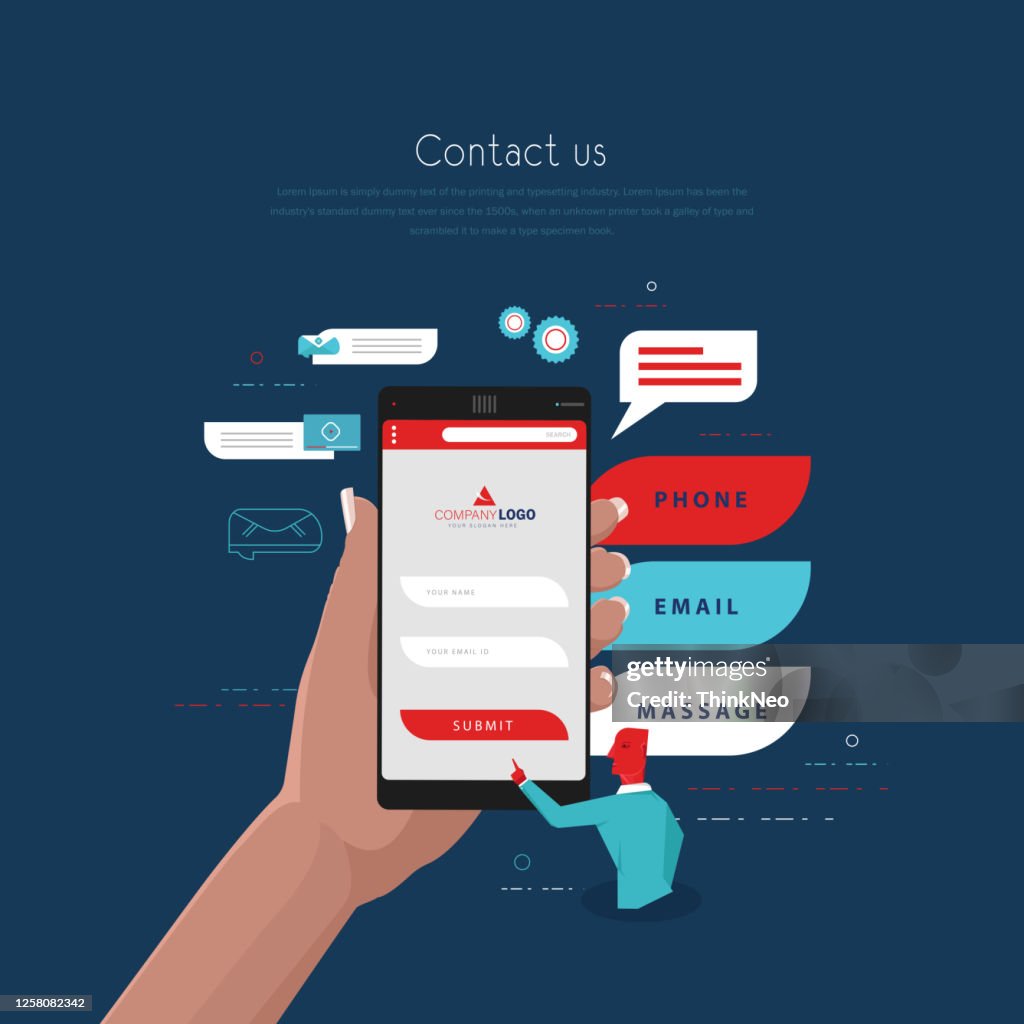 Contact us
Lorem Ipsum is simply dummy text of the printing and typesetting industry. Lorem Ipsum has been the
industry's standard dummy text ever since the 1500s, when an unknown printer took a galley of type and
scrambled it to make a type specimen book.
SEARCH
COMPANY LOGO
YOUR SLOGAN HERE
PHONE
YOUR NAME
EMAIL
YOUR EMAIL ID
gettyimages®
Credit: ThinkNeo
MASSAGE
SUBMIT
1258082342